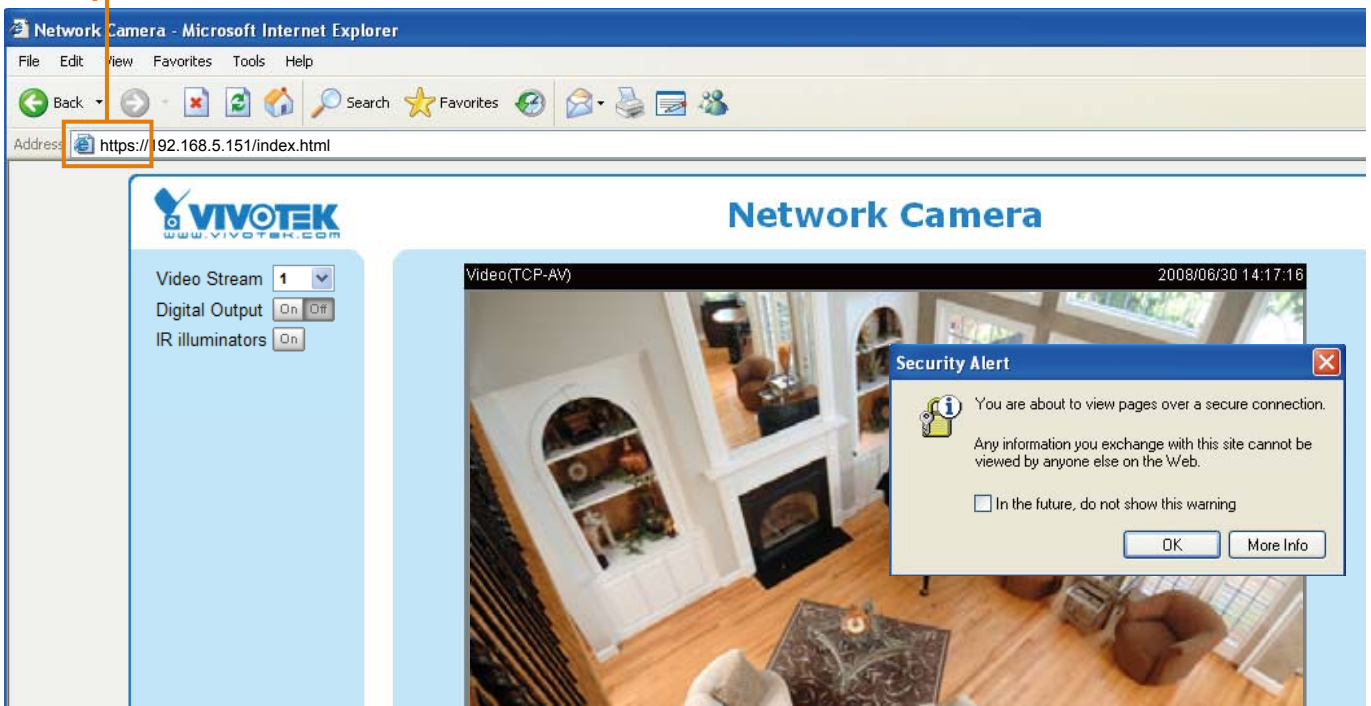 Network Camera - Microsoft Internet Explorer
File Edit View Favorites Tools Help
Back Search Favorites
Address https://192.168.5.151/index.html
VIVOTEK
www.vivotek.com
Network Camera
Video Stream 1
Digital Output On Off
IR illuminators On
Video(TCP-AV) 2008/06/30 14:17:16
Security Alert
You are about to view pages over a secure connection.
Any information you exchange with this site cannot be
viewed by anyone else on the Web.
In the future, do not show this warning
OK More Info